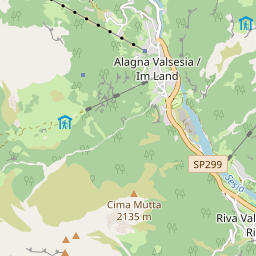 Alagna Valsesia /
Im Land
SP299
Sesia
Cima Mutta
2135 m
Riva Val
Ri